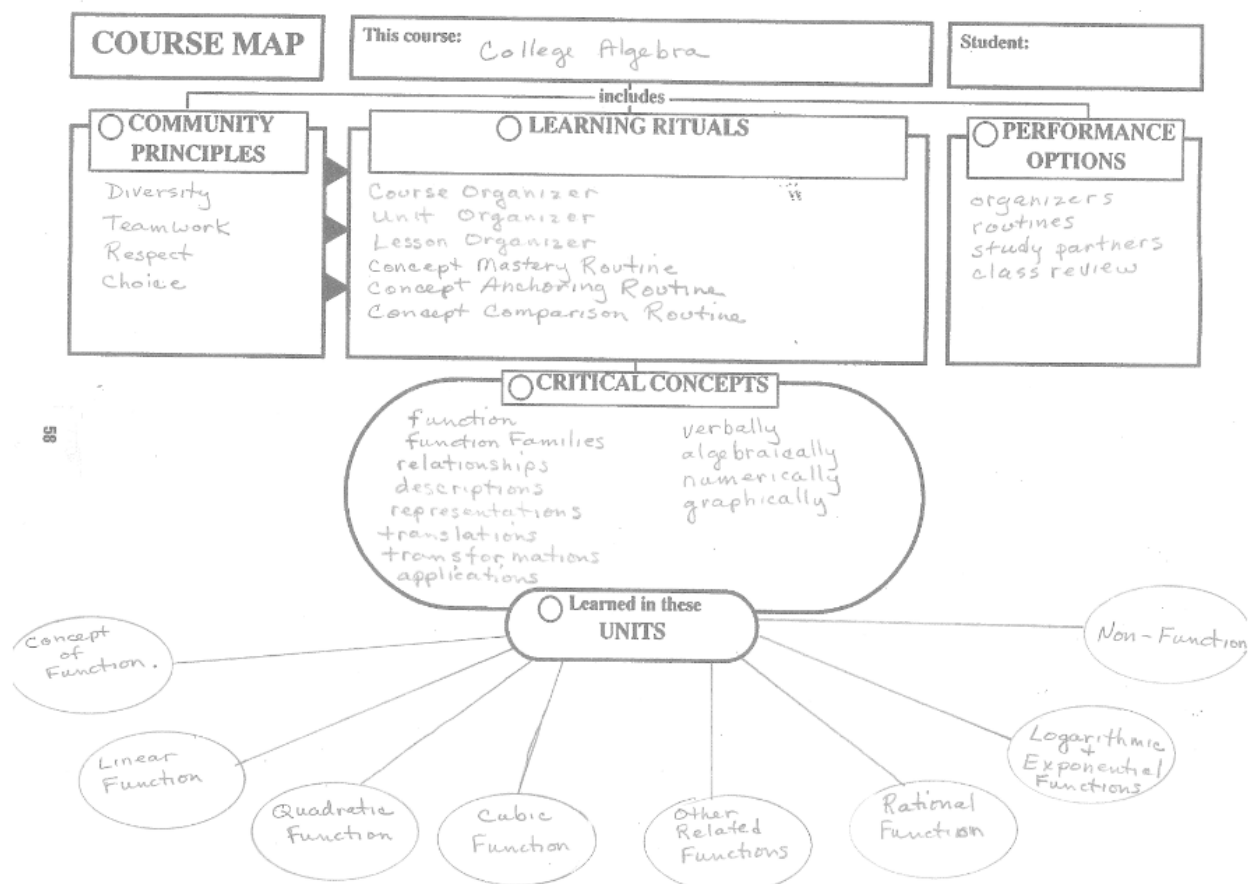 COURSE MAP
This course:
College Algebra
Student:
includes
COMMUNITY
PRINCIPLES
Diversity
Teamwork
Respect
Choice
LEARNING RITUALS
Course Organizer
Unit Organizer
Lesson Organizer
Concept Mastery Routine
Concept Anchoring Routine
Concept Comparison Routine
PERFORMANCE
OPTIONS
organizers
routines
study partners
class review
CRITICAL CONCEPTS
function
function Families
relationships
descriptions
representations
translations
transformations
applications
verbally
algebraically
numerically
graphically
58
Learned in these
UNITS
Concept
of
Function.
Linear
Function
Quadratic
Function
Cubic
Function
Other
Related
Functions
Rational
Function
Logarithmic
+
Exponential
Functions
Non-Function